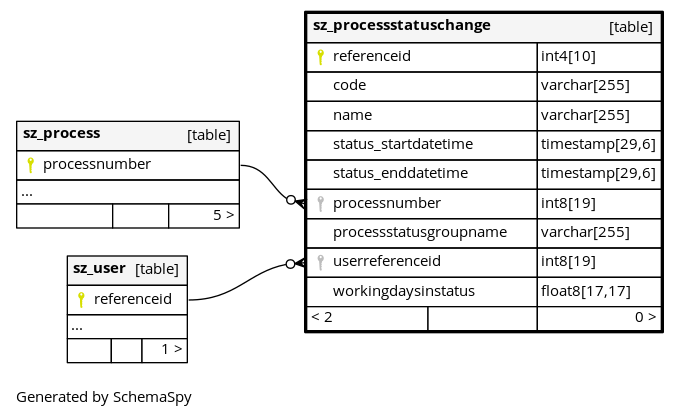 sz_processstatuschange [table]
referenceid int4[10]
code varchar[255]
name varchar[255]
status_startdatetime timestamp[29,6]
status_enddatetime timestamp[29,6]
processnumber int8[19]
processstatusgroupname varchar[255]
userreferenceid int8[19]
workingdaysinstatus float8[17,17]
< 2 0 >
sz_process [table]
processnumber
...
5 >
sz_user [table]
referenceid
...
1 >
Generated by SchemaSpy